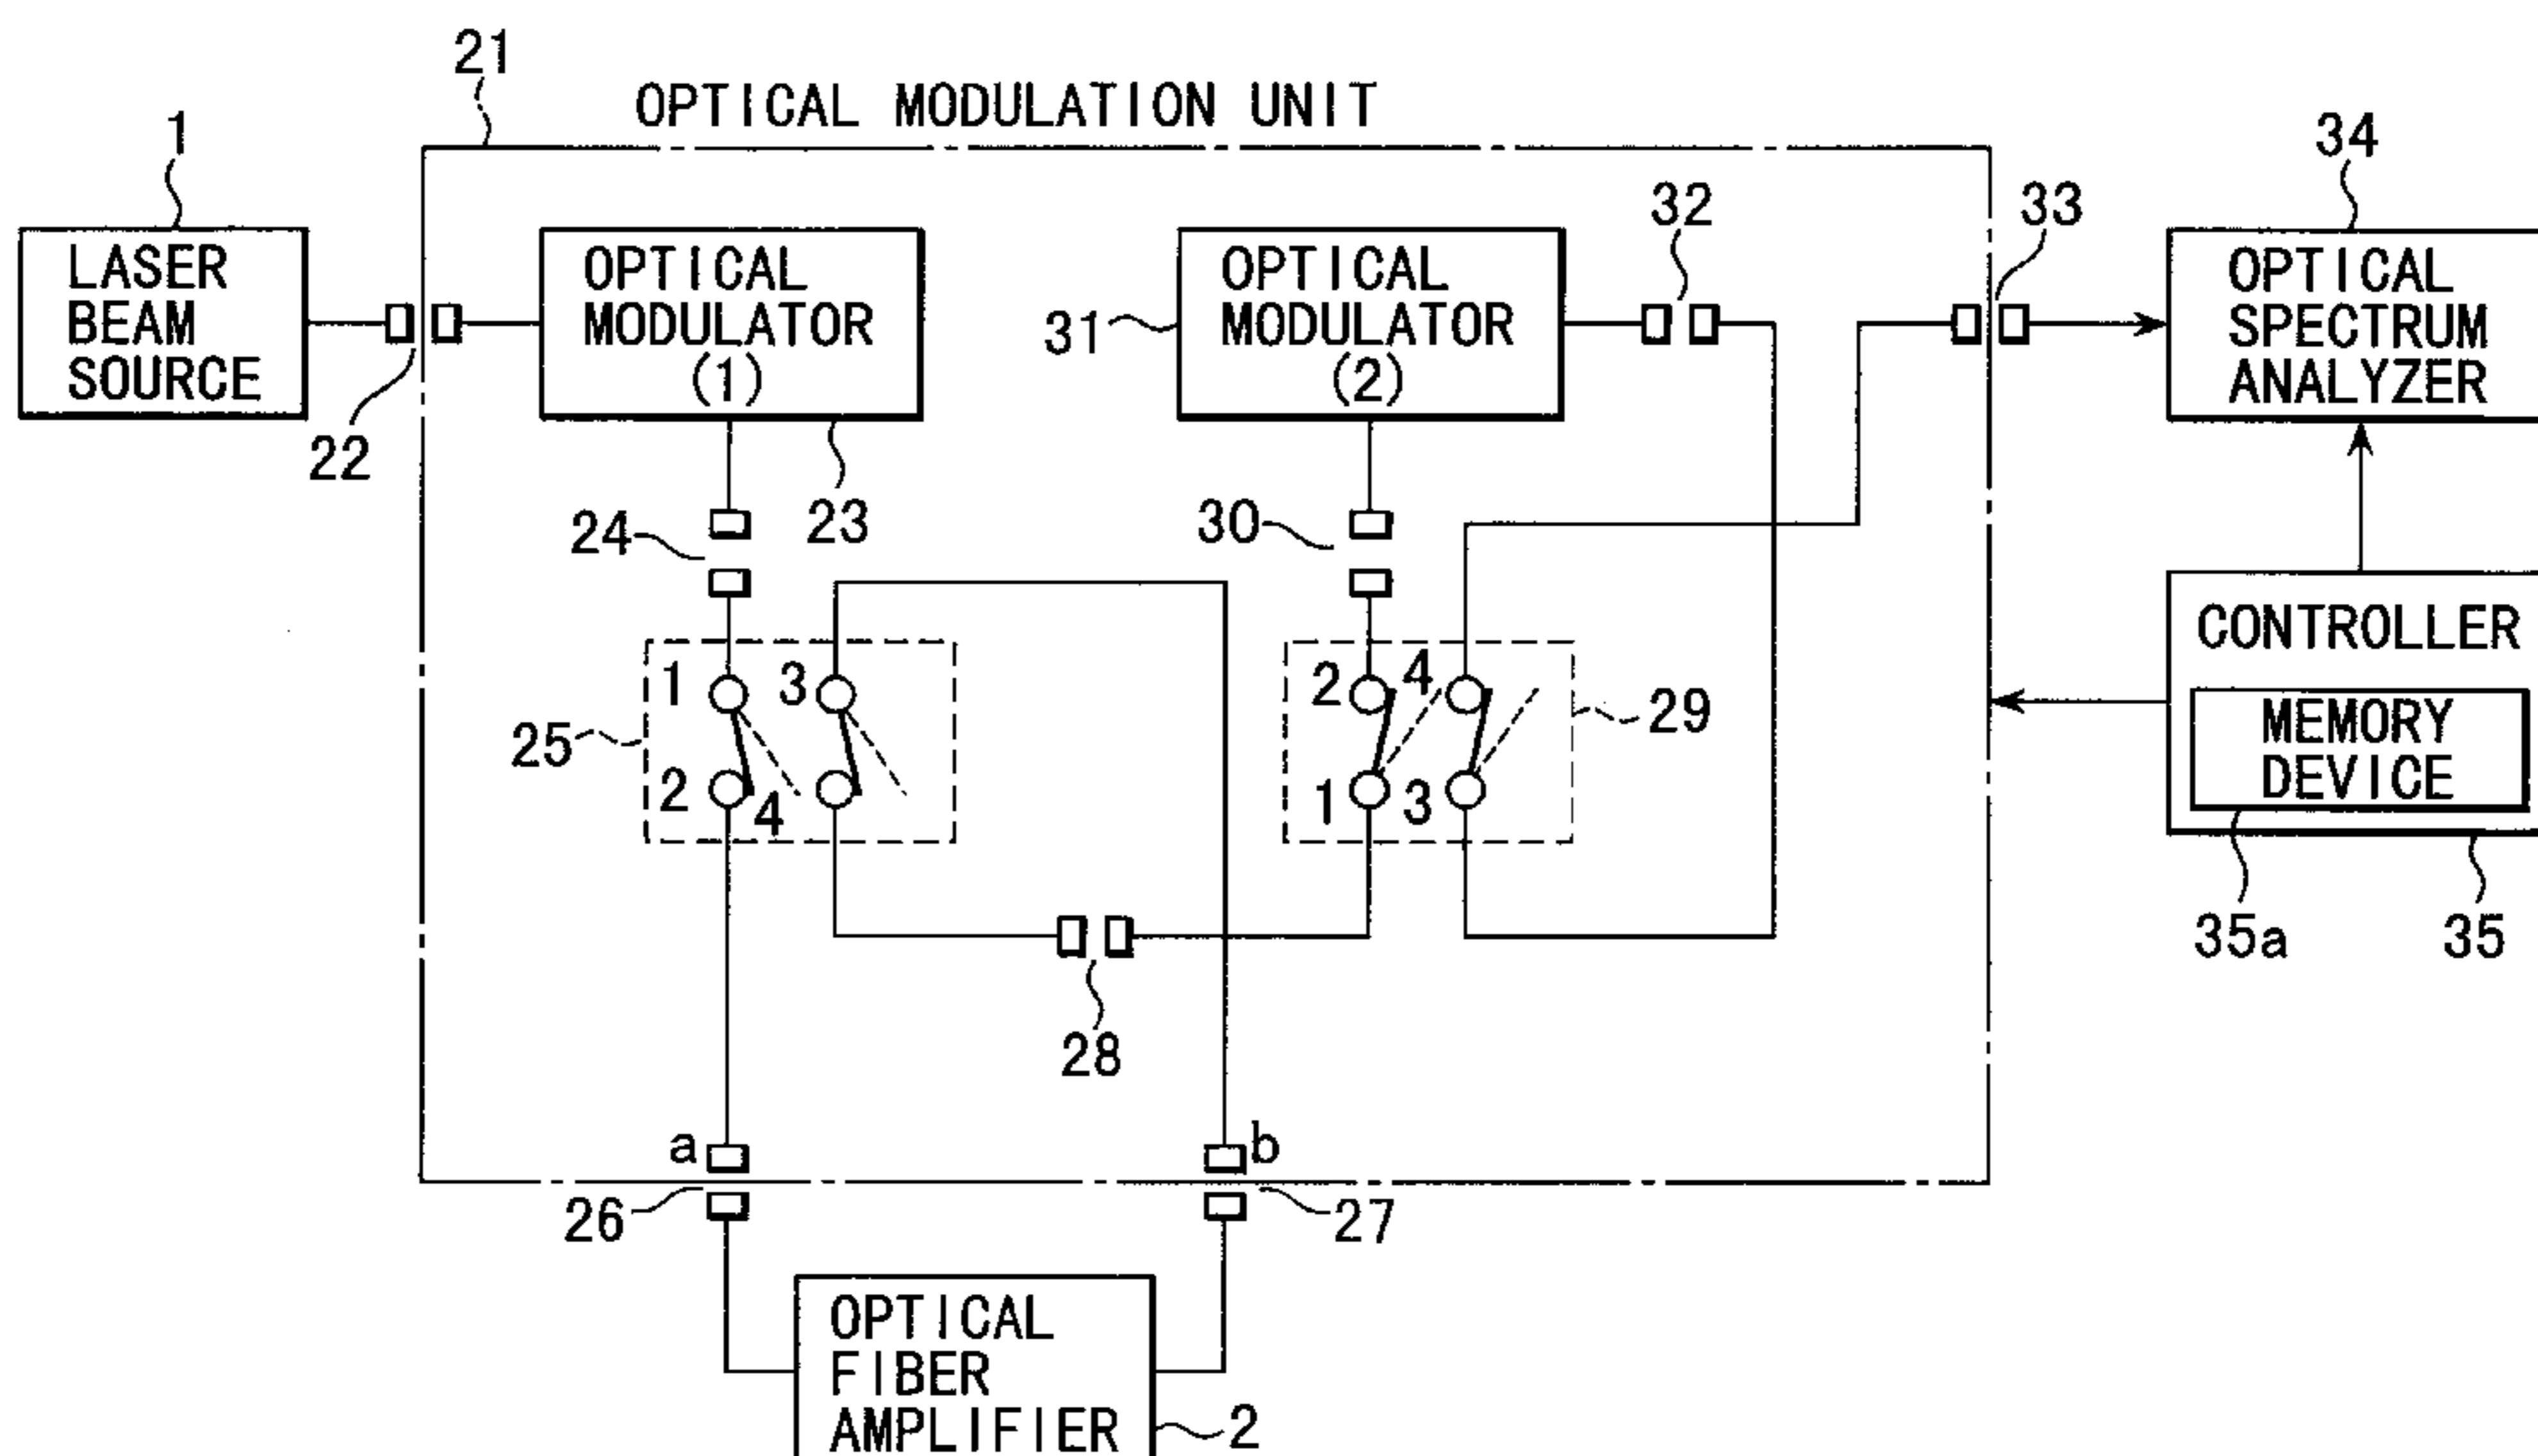 21
OPTICAL MODULATION UNIT
1
34
32
33
LASER
BEAM
SOURCE
OPTICAL
MODULATOR
(1)
31
OPTICAL
MODULATOR
(2)
OPTICAL
SPECTRUM
ANALYZER
22
23
24
30
CONTROLLER
MEMORY
DEVICE
1
3
2
4
25
2
4
1
3
29
35a
35
28
a
b
26
27
OPTICAL
FIBER
AMPLIFIER
2